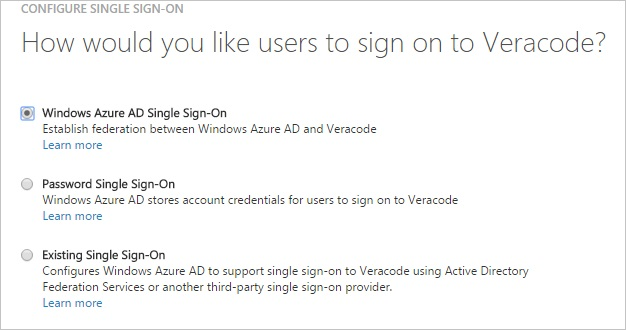 CONFIGURE SINGLE SIGN-ON
How would you like users to sign on to Veracode?
Windows Azure AD Single Sign-On
Establish federation between Windows Azure AD and Veracode
Learn more
Password Single Sign-On
Windows Azure AD stores account credentials for users to sign on to Veracode
Learn more
Existing Single Sign-On
Configures Windows Azure AD to support single sign-on to Veracode using Active Directory
Federation Services or another third-party single sign-on provider.
Learn more